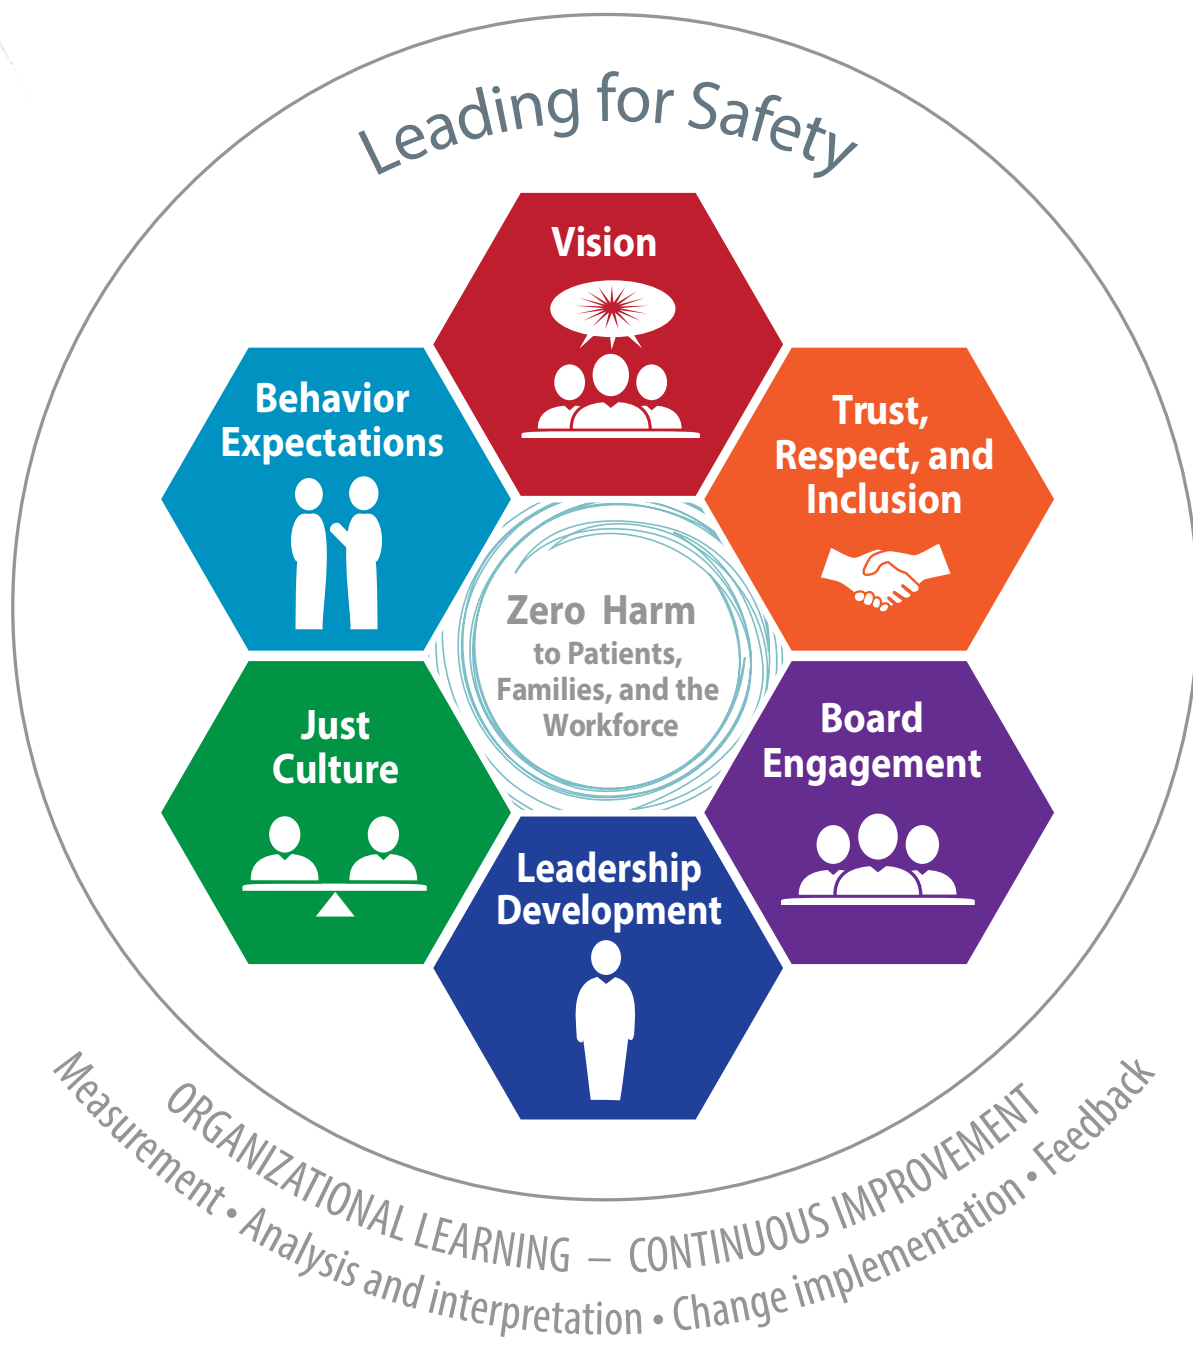 Leading for Safety
Vision
Behavior
Expectations
Trust,
Respect, and
Inclusion
Zero Harm
to Patients,
Families, and the
Workforce
Just
Culture
Board
Engagement
Leadership
Development
ORGANIZATIONAL LEARNING – CONTINUOUS IMPROVEMENT
Measurement • Analysis and interpretation • Change implementation • Feedback